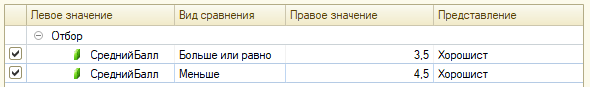 Левое значение Вид сравнения Правое значение Представление
Отбор
СреднийБалл Больше или равно 3,5 Хорошист
СреднийБалл Меньше 4,5 Хорошист